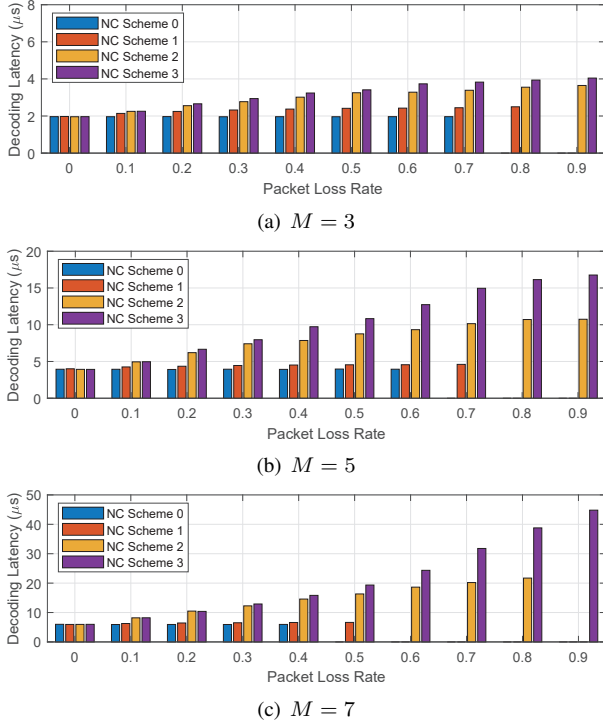 8
6
4
2
0
Decoding Latency (μs)
NC Scheme 0
NC Scheme 1
NC Scheme 2
NC Scheme 3
0 0.1 0.2 0.3 0.4 0.5 0.6 0.7 0.8 0.9
Packet Loss Rate
(a) M = 3
20
15
10
5
0
Decoding Latency (μs)
NC Scheme 0
NC Scheme 1
NC Scheme 2
NC Scheme 3
0 0.1 0.2 0.3 0.4 0.5 0.6 0.7 0.8 0.9
Packet Loss Rate
(b) M = 5
50
40
30
20
10
0
Decoding Latency (μs)
NC Scheme 0
NC Scheme 1
NC Scheme 2
NC Scheme 3
0 0.1 0.2 0.3 0.4 0.5 0.6 0.7 0.8 0.9
Packet Loss Rate
(c) M = 7